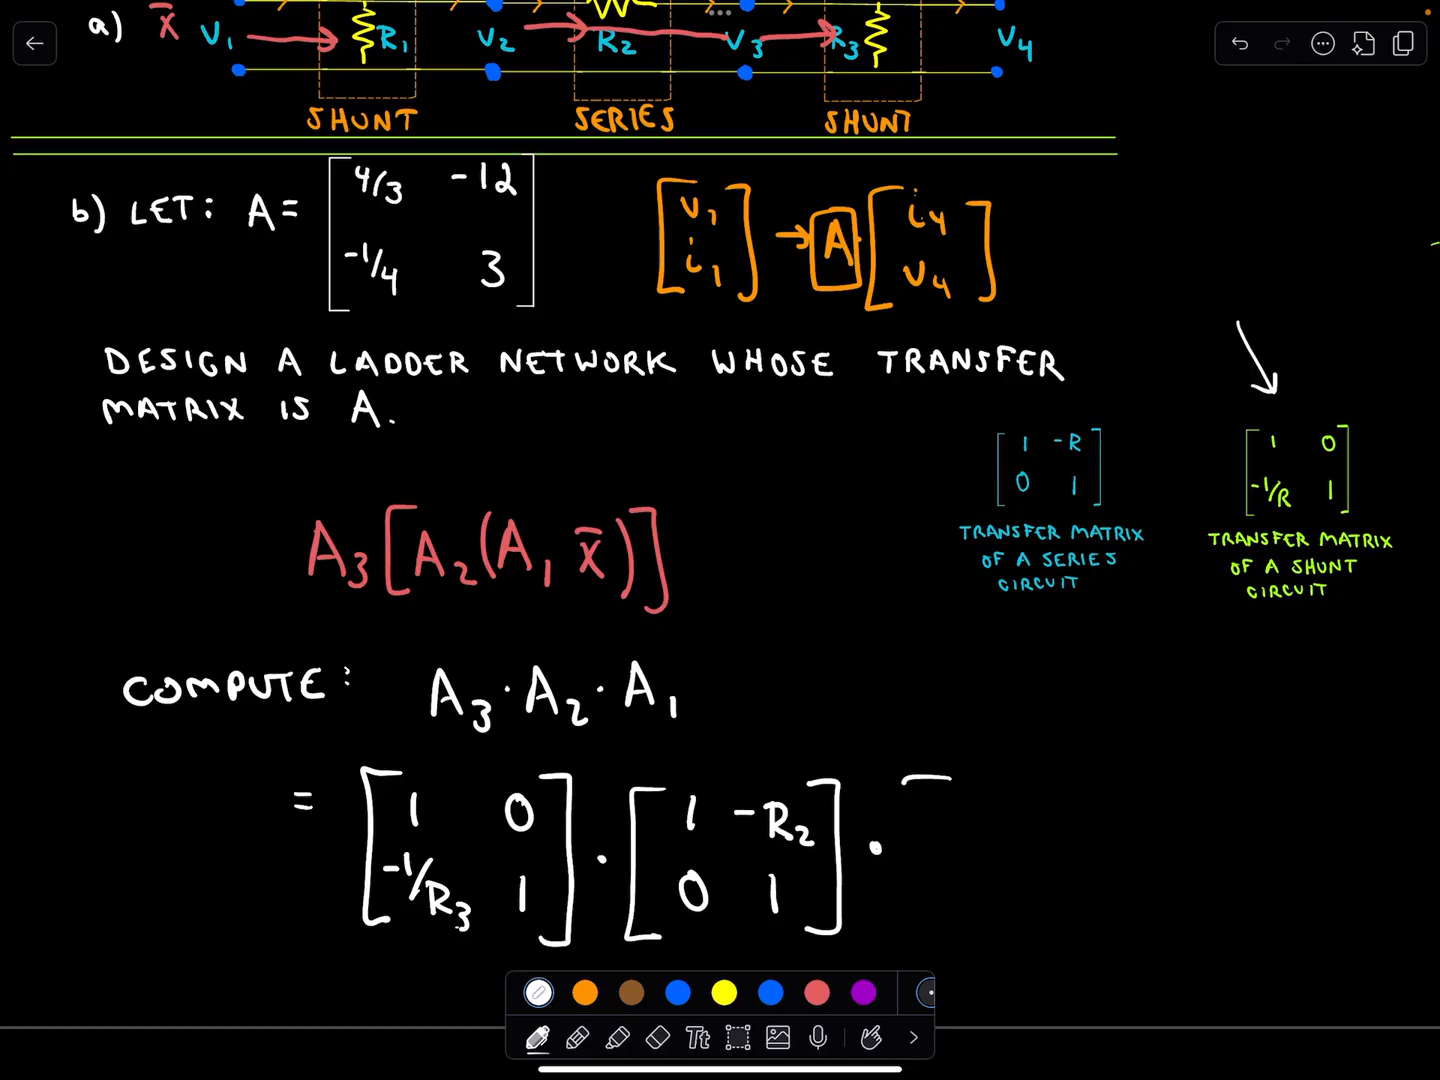 a) x̄ V₁ R₁ V₂ R₂ V₃ R₃ V₄
SHUNT SERIES SHUNT
b) LET: A = [ 4/3 -12
-1/4 3 ]
[ V₁
i₁ ] → A · [ i₄
V₄ ]
DESIGN A LADDER NETWORK WHOSE TRANSFER
MATRIX IS A.
[ 1 -R
0 1 ]
TRANSFER MATRIX
OF A SERIES
CIRCUIT
[ 1 0
-1/R 1 ]
TRANSFER MATRIX
OF A SHUNT
CIRCUIT
A₃ [ A₂ ( A₁ x̄ ) ]
COMPUTE: A₃ · A₂ · A₁
= [ 1 0
-1/R₃ 1 ] · [ 1 -R₂
0 1 ] ·
Tt